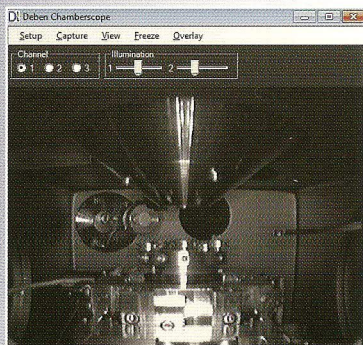 Deben Chamberscope
Setup Capture View Freeze Overlay
Channel Illumination
1 2 3 1 2